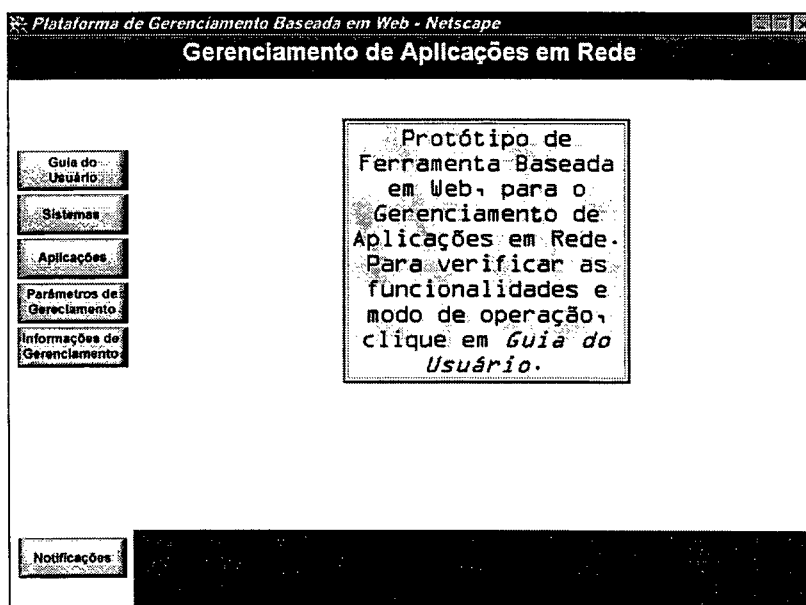 Plataforma de Gerenciamento Baseada em Web - Netscape
Gerenciamento de Aplicações em Rede
Guia do
Usuário
Sistemas
Aplicações
Parâmetros de
Gereciamento
Informações de
Gerenciamento
Protótipo de
Ferramenta Baseada
em Web, para o
Gerenciamento de
Aplicações em Rede.
Para verificar as
funcionalidades e
modo de operação,
clique em Guia do
Usuário.
Notificações